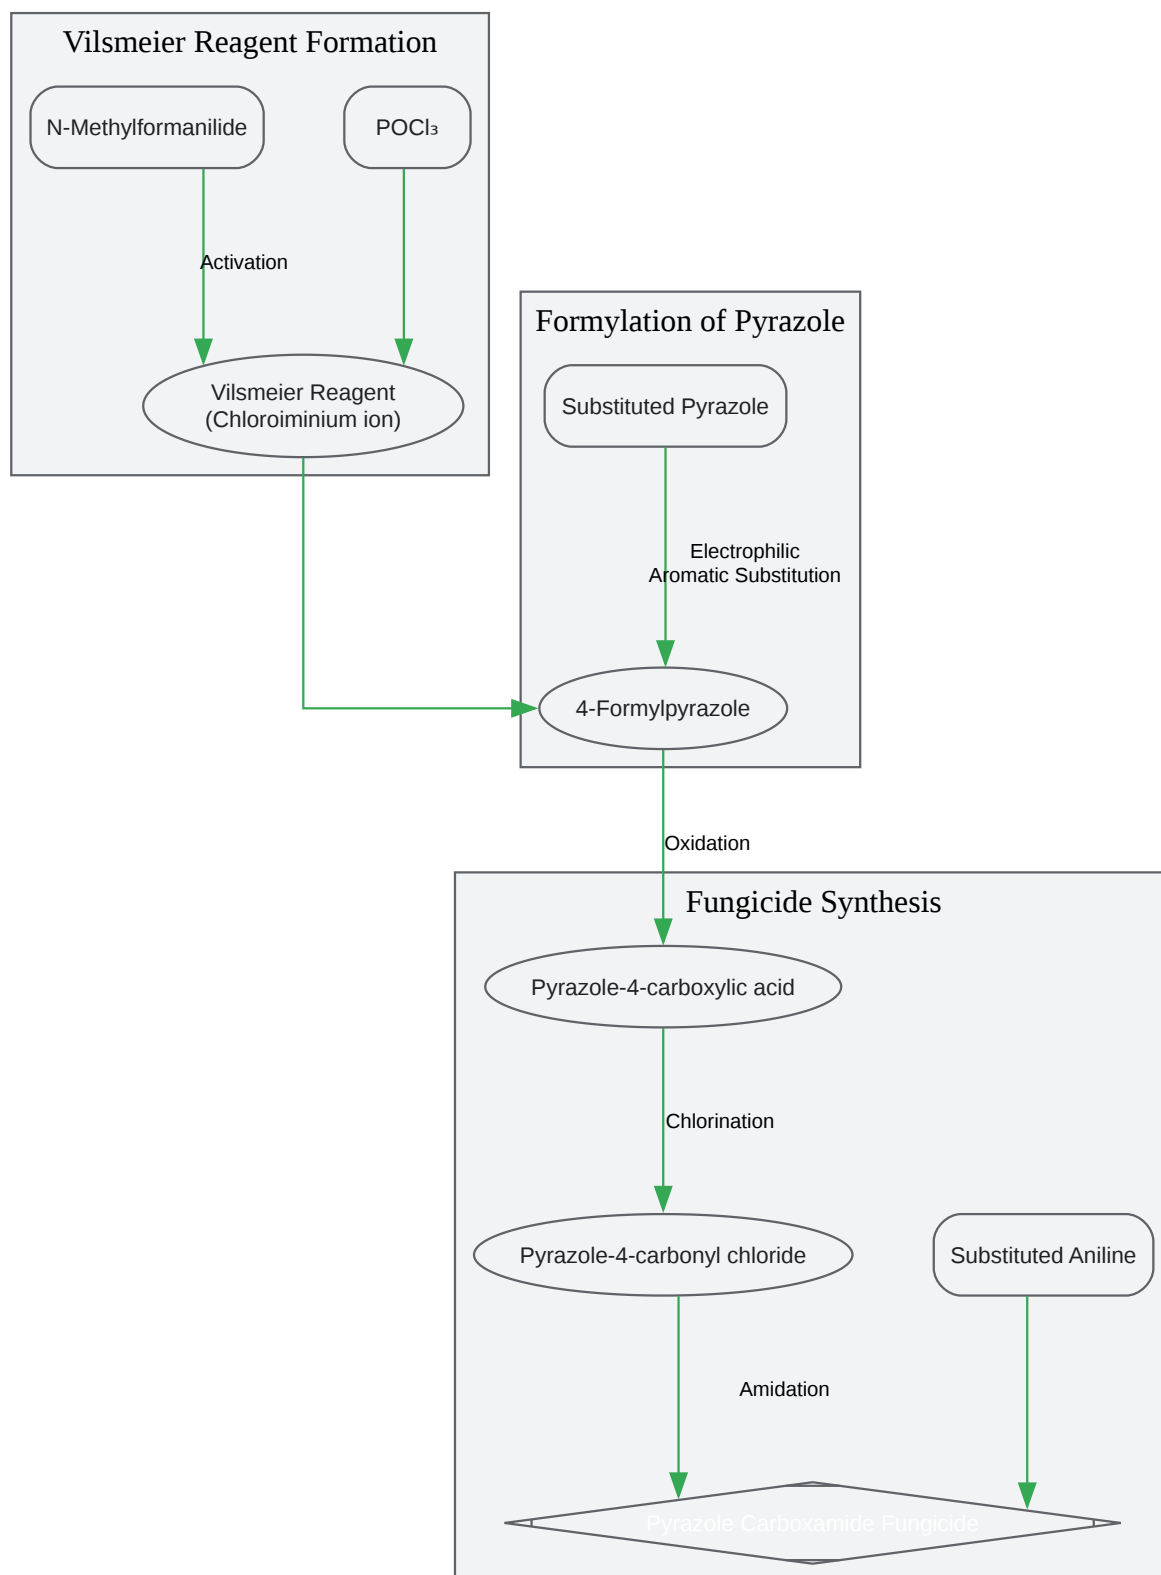 Vilsmeier Reagent Formation
N-Methylformanilide
POCl₃
Activation
Vilsmeier Reagent
(Chloroiminium ion)
Formylation of Pyrazole
Substituted Pyrazole
Electrophilic
Aromatic Substitution
4-Formylpyrazole
Oxidation
Fungicide Synthesis
Pyrazole-4-carboxylic acid
Chlorination
Pyrazole-4-carbonyl chloride
Substituted Aniline
Amidation
Pyrazole Carboxamide Fungicide